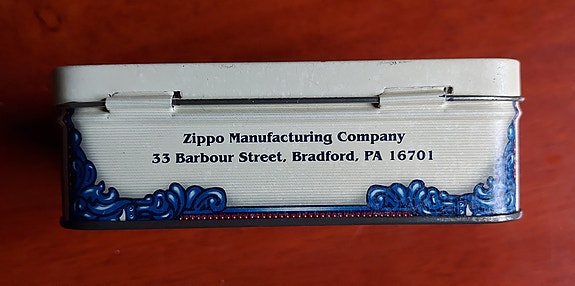 Zippo Manufacturing Company
33 Barbour Street, Bradford, PA 16701